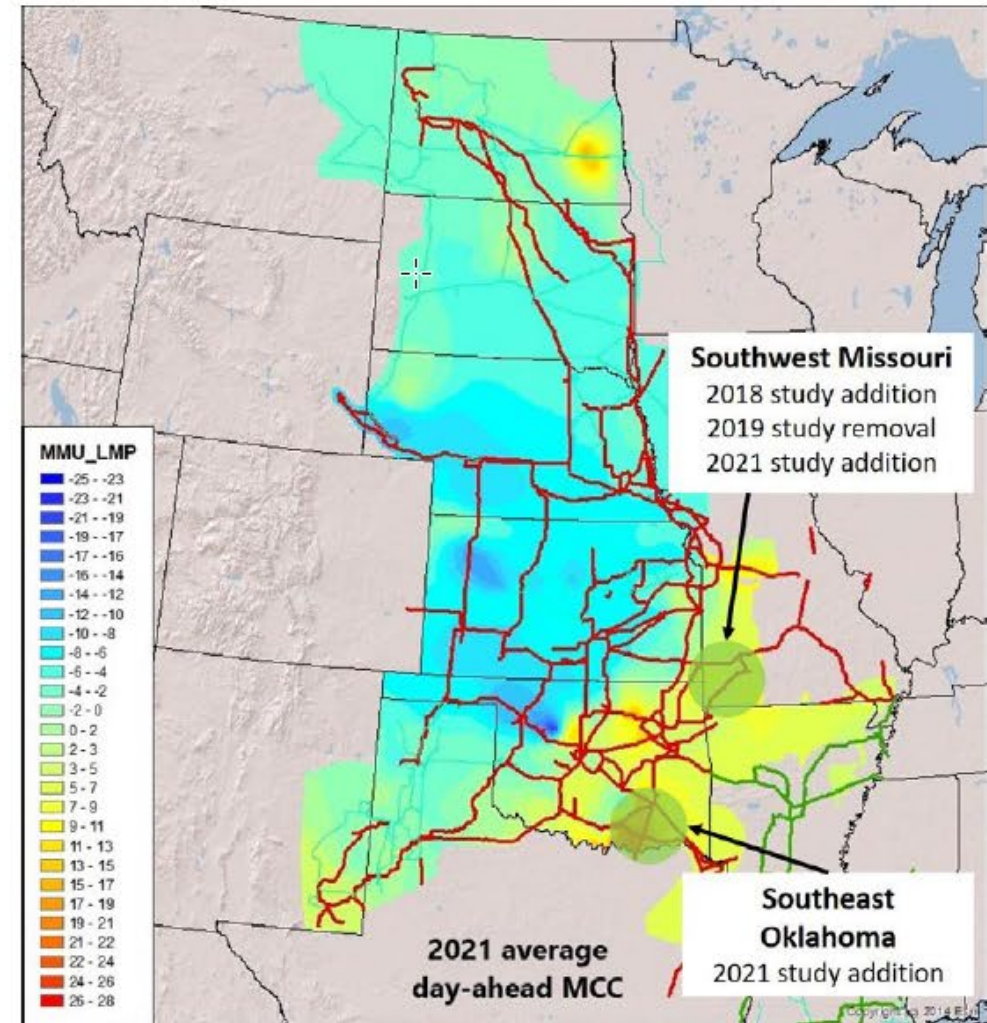 Southwest Missouri
2018 study addition
2019 study removal
2021 study addition
MMU_LMP
-25 - -23
-23 - -21
-21 - -19
-19 - -17
-17 - -16
-16 - -14
-14 - -12
-12 - -10
-10 - -8
-8 - -6
-6 - -4
-4 - -2
-2 - 0
0 - 2
2 - 3
3 - 5
5 - 7
7 - 9
9 - 11
11 - 13
13 - 15
15 - 17
17 - 19
19 - 21
21 - 22
22 - 24
24 - 26
26 - 28
Southeast
Oklahoma
2021 study addition
2021 average
day-ahead MCC
Copyright (c) 2014 Esri